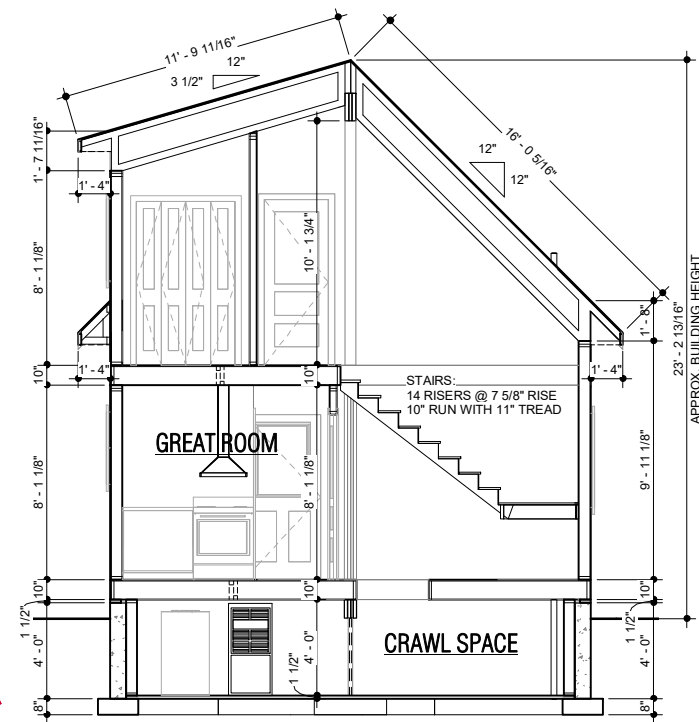 11' - 9 11/16"
12"
3 1/2"
16' - 0 5/16"
12"
12"
1' - 7 11/16"
1' - 4"
10' - 1 3/4"
8' - 1 1/8"
23' - 2 13/16"
APPROX. BUILDING HEIGHT
1' - 8"
1' - 4"
1' - 4"
10"
STAIRS:
14 RISERS @ 7 5/8" RISE
10" RUN WITH 11" TREAD
GREAT ROOM
8' - 1 1/8"
8' - 1 1/8"
9' - 11 1/8"
10"
10"
1 1/2"
1 1/2"
4' - 0"
1 1/2"
4' - 0"
CRAWL SPACE
4' - 0"
8"
8"